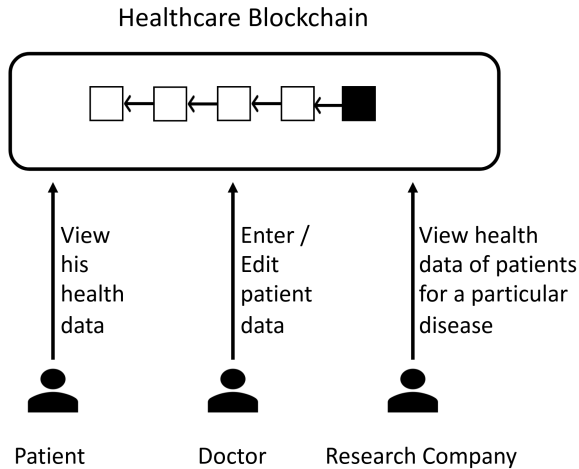 Healthcare Blockchain
View
his
health
data
Enter /
Edit
patient
data
View health
data of patients
for a particular
disease
Patient
Doctor
Research Company